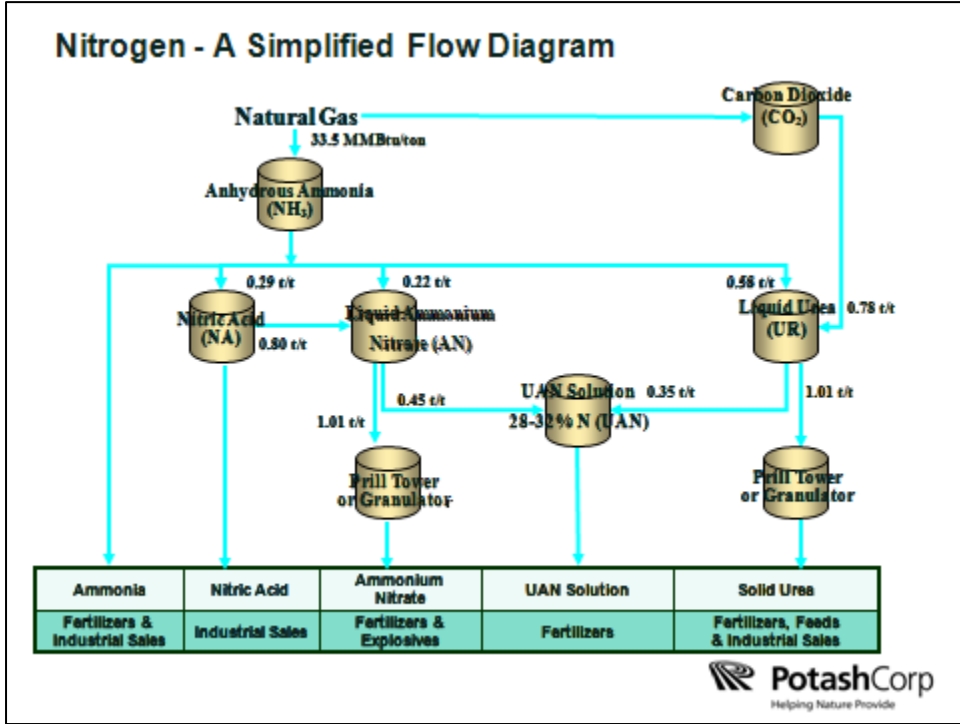 Nitrogen - A Simplified Flow Diagram
Carbon Dioxide
(CO₂)
Natural Gas
33.5 MMBtu/ton
Anhydrous Ammonia
(NH₃)
0.29 t/t
0.22 t/t
0.58 t/t
Nitric Acid
(NA)
0.80 t/t
Liquid Ammonium
Nitrate (AN)
Liquid Urea
(UR)
0.78 t/t
0.45 t/t
UAN Solution
28-32% N (UAN)
0.35 t/t
1.01 t/t
1.01 t/t
Prill Tower
or Granulator
Prill Tower
or Granulator
Ammonia
Nitric Acid
Ammonium
Nitrate
UAN Solution
Solid Urea
Fertilizers &
Industrial Sales
Industrial Sales
Fertilizers &
Explosives
Fertilizers
Fertilizers, Feeds
& Industrial Sales
PotashCorp
Helping Nature Provide